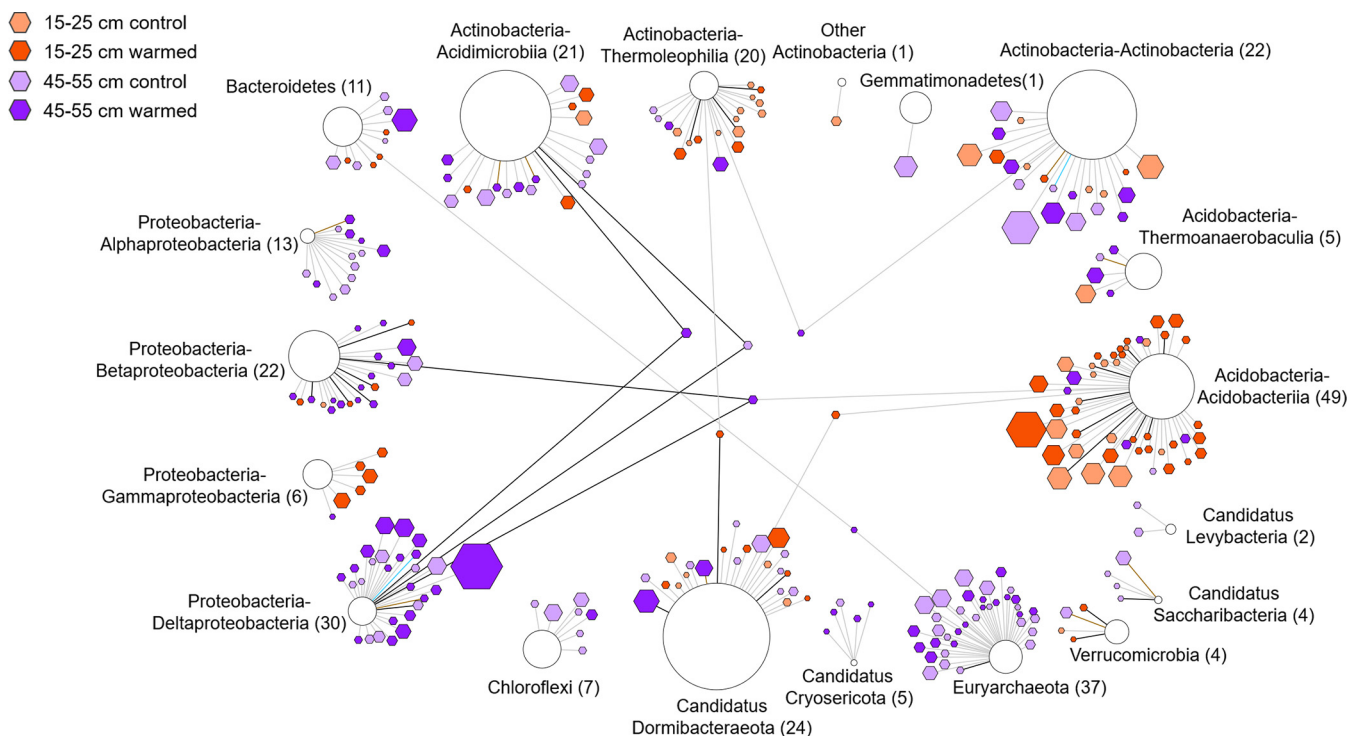 15-25 cm control
15-25 cm warmed
45-55 cm control
45-55 cm warmed
Bacteroidetes (11)
Actinobacteria-
Acidimicrobiia (21)
Actinobacteria-
Thermoleophilia (20)
Other
Actinobacteria (1)
Gemmatimonadetes(1)
Actinobacteria-Actinobacteria (22)
Acidobacteria-
Thermoanaerobaculia (5)
Acidobacteria-
Acidobacteriia (49)
Candidatus
Levybacteria (2)
Candidatus
Saccharibacteria (4)
Verrucomicrobia (4)
Euryarchaeota (37)
Candidatus
Cryosericota (5)
Candidatus
Dormibacteraeota (24)
Chloroflexi (7)
Proteobacteria-
Deltaproteobacteria (30)
Proteobacteria-
Gammaproteobacteria (6)
Proteobacteria-
Betaproteobacteria (22)
Proteobacteria-
Alphaproteobacteria (13)